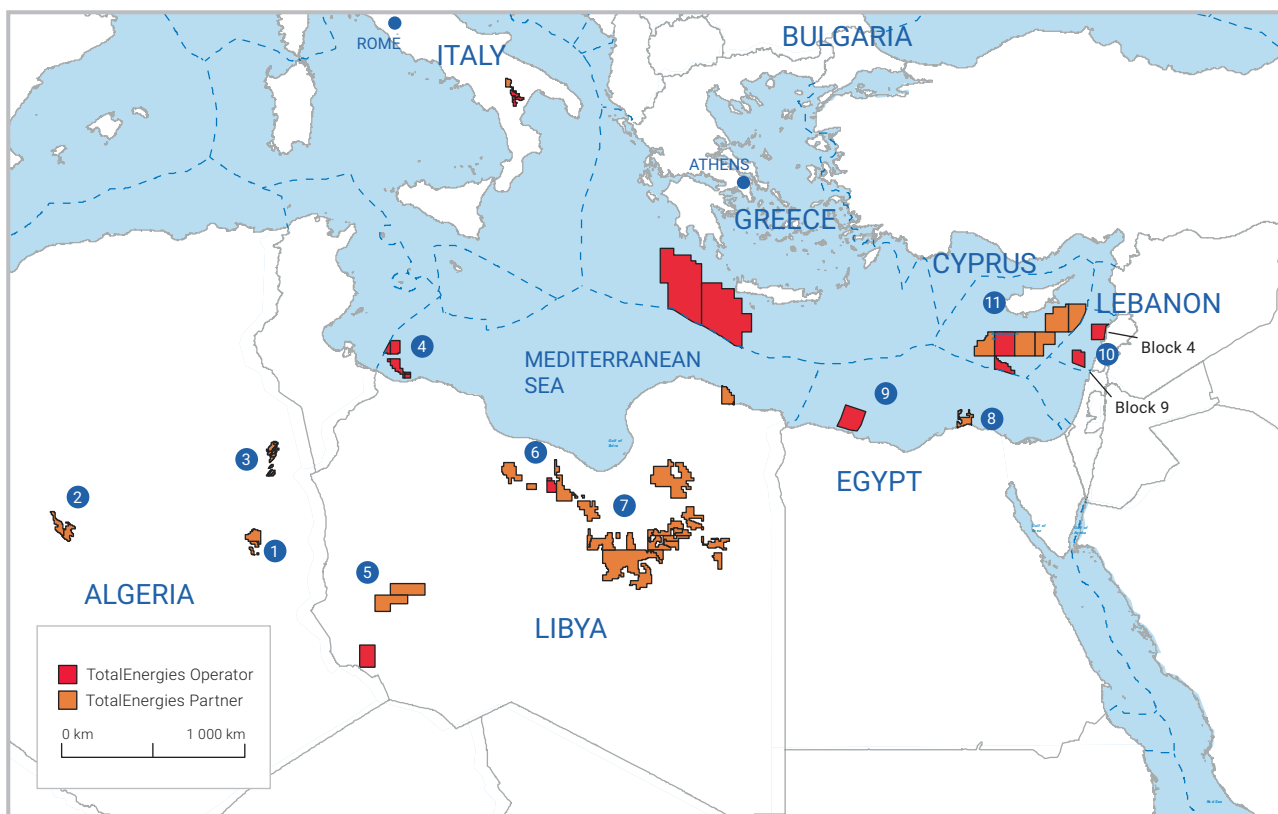 BULGARIA
ROME
ITALY
ATHENS
GREECE
CYPRUS
11
LEBANON
4
MEDITERRANEAN
SEA
10
Block 4
9
Block 9
8
6
3
EGYPT
2
7
1
5
ALGERIA
LIBYA
TotalEnergies Operator
TotalEnergies Partner
0 km
1 000 km